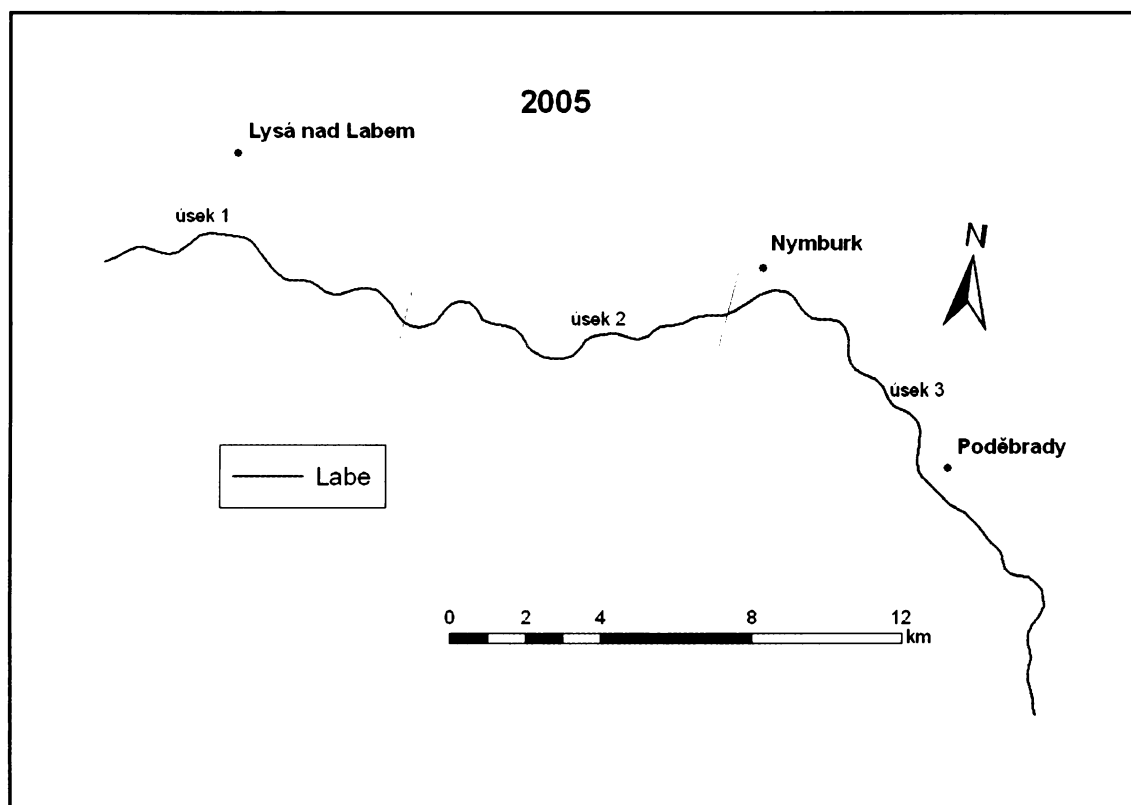 2005
Lysá nad Labem
úsek 1
Nymburk
N
úsek 2
úsek 3
Poděbrady
Labe
0 2 4 8 12
km